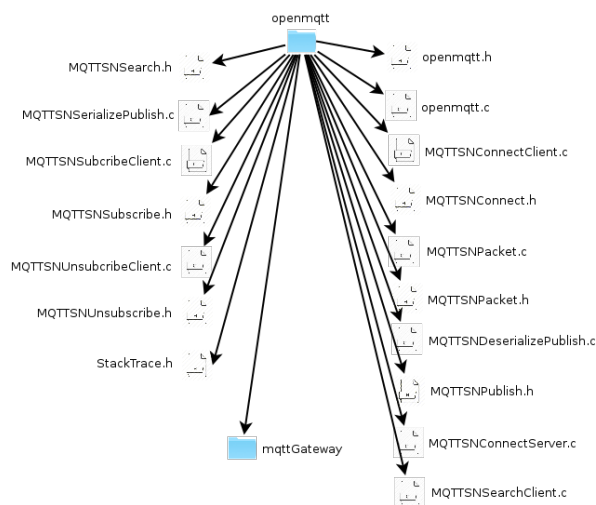 openmqtt
MQTTSNSearch.h
MQTTSNSerializePublish.c
MQTTSNSubcribeClient.c
MQTTSNSubscribe.h
MQTTSNUnsubcribeClient.c
MQTTSNUnsubscribe.h
StackTrace.h
mqttGateway
openmqtt.h
openmqtt.c
MQTTSNConnectClient.c
MQTTSNConnect.h
MQTTSNPacket.c
MQTTSNPacket.h
MQTTSNDeserializePublish.c
MQTTSNPublish.h
MQTTSNConnectServer.c
MQTTSNSearchClient.c